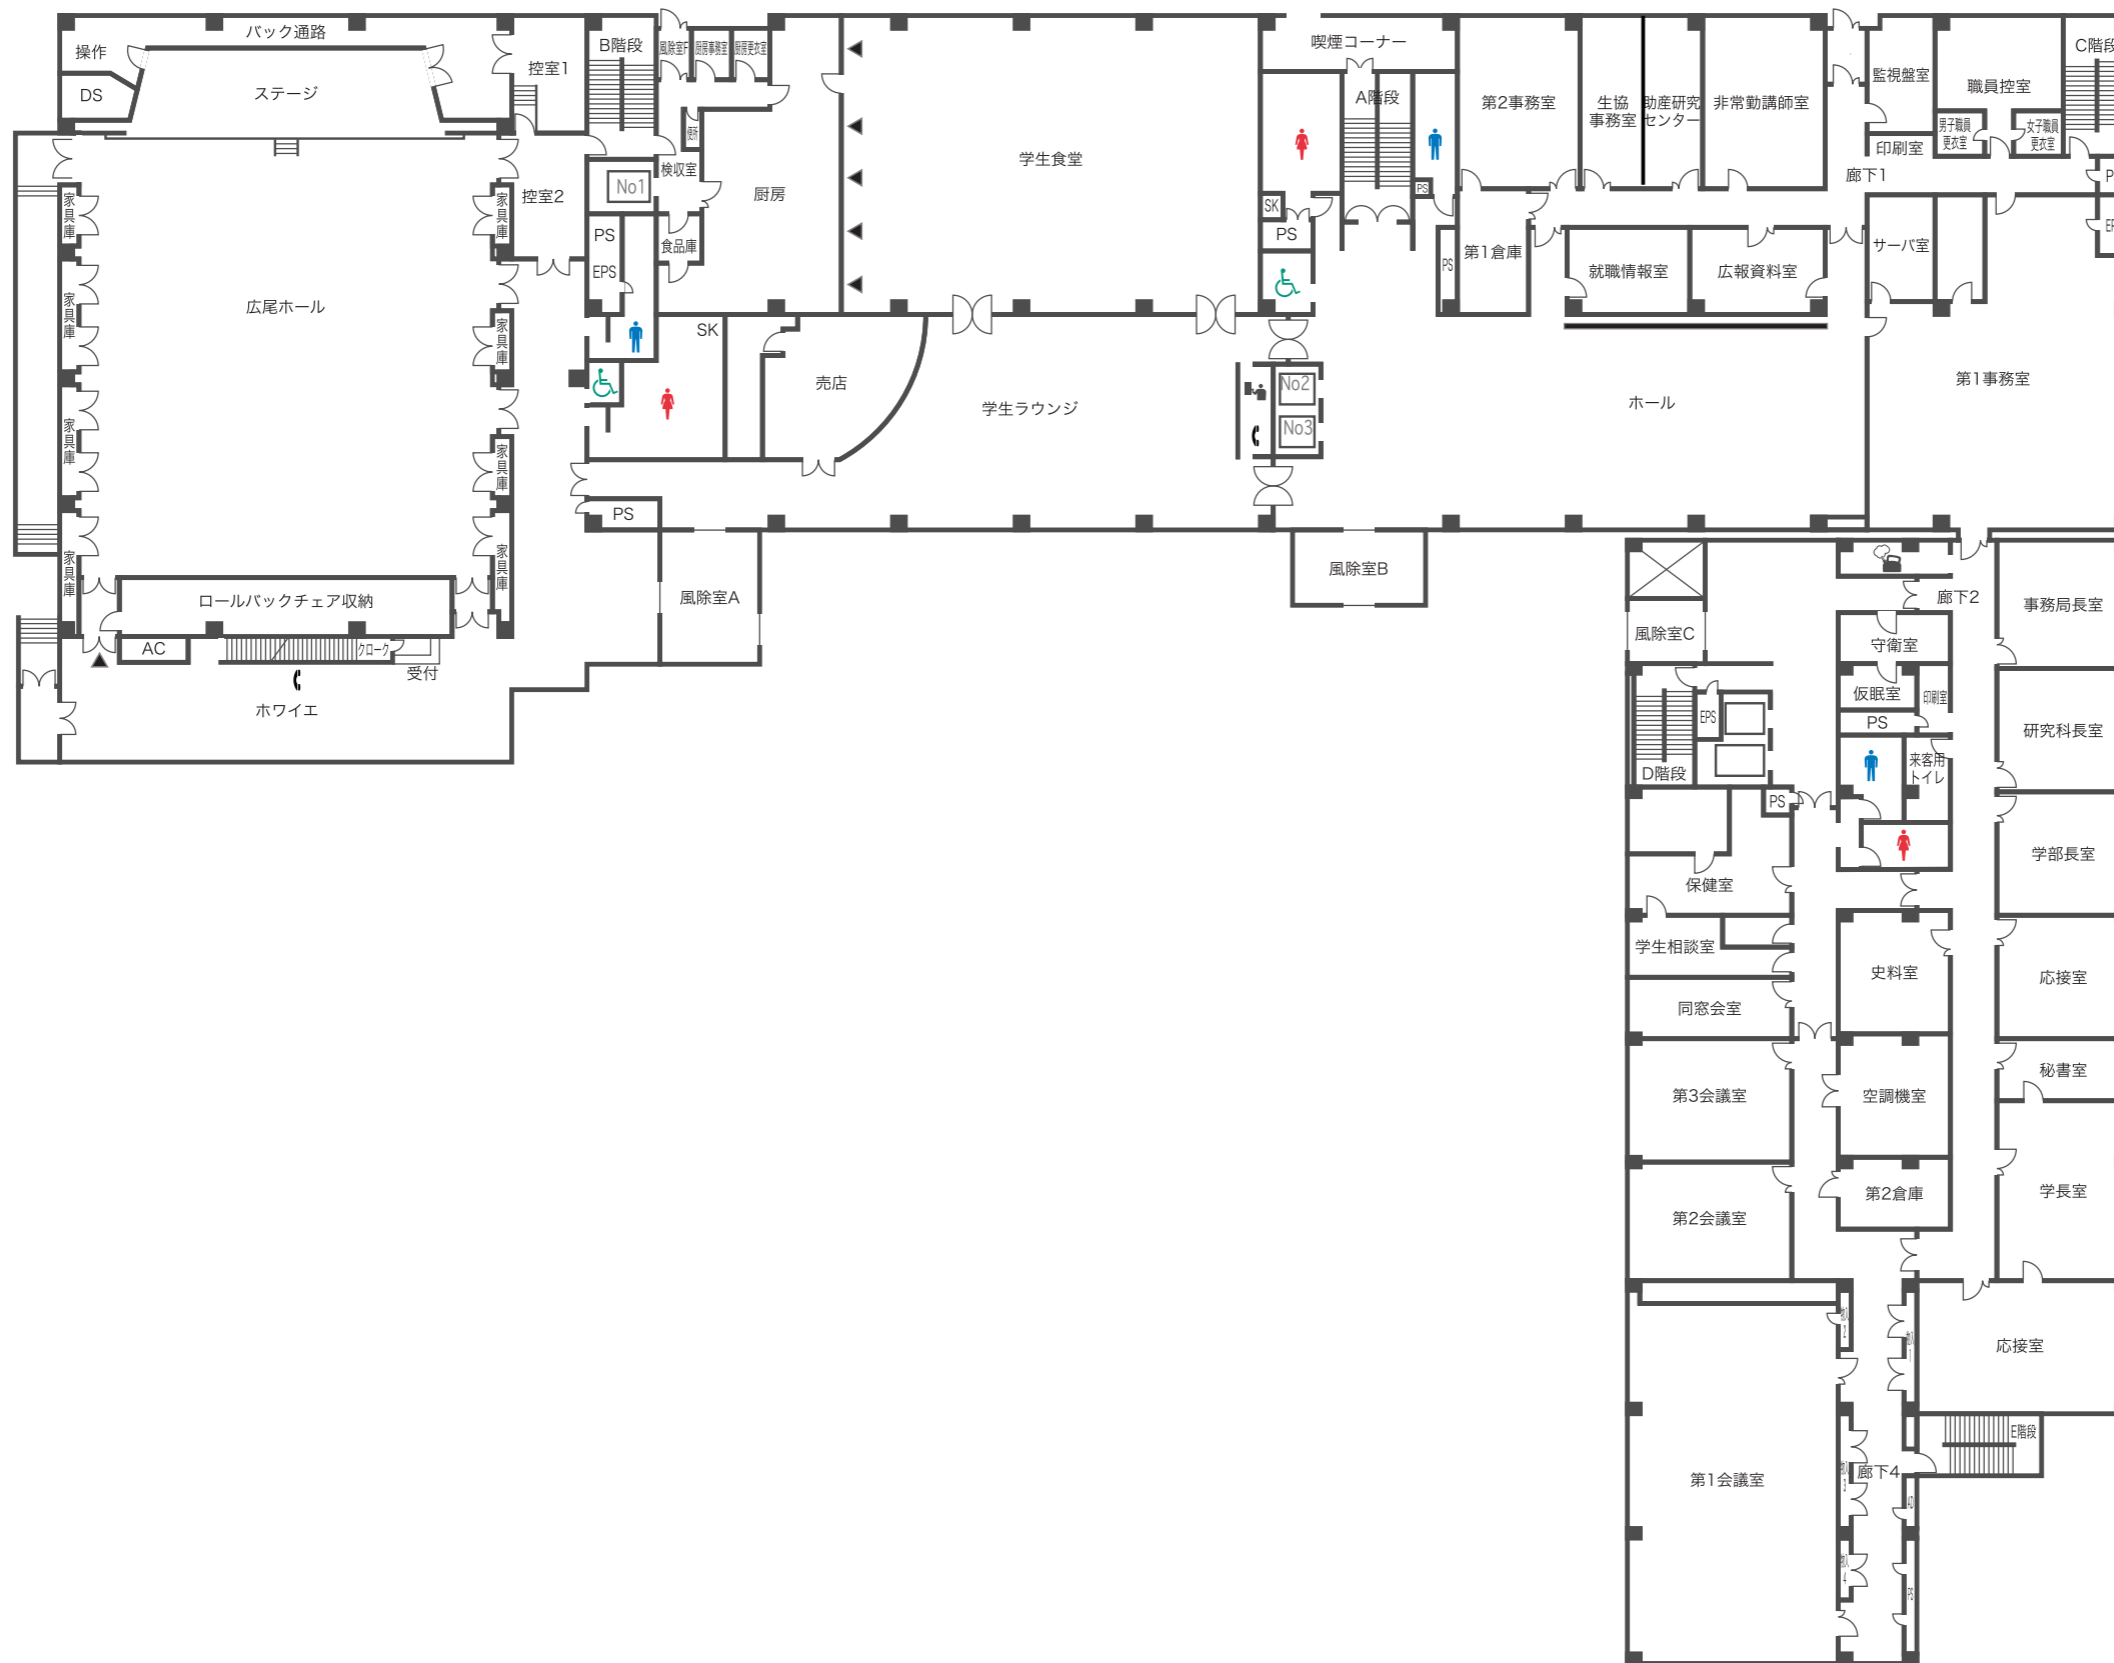 バック通路
操作
DS
ステージ
控室1
B階段
風除室F
厨房事務室
厨房更衣室
便所
検収室
No1
控室2
厨房
食品庫
PS
EPS
学生食堂
喫煙コーナー
A階段
SK
PS
PS
PS
第2事務室
生協
事務室
助産研究
センター
非常勤講師室
監視盤室
職員控室
C階段
男子職員
更衣室
女子職員
更衣室
印刷室
廊下1
第1倉庫
就職情報室
広報資料室
サーバ室
家具庫
家具庫
家具庫
家具庫
家具庫
家具庫
家具庫
家具庫
広尾ホール
SK
売店
学生ラウンジ
No2
No3
ホール
第1事務室
PS
風除室A
風除室B
ロールバックチェア収納
AC
クローク
受付
ホワイエ
風除室C
廊下2
事務局長室
守衛室
仮眠室
印刷室
PS
研究科長室
EPS
D階段
来客用
トイレ
PS
学部長室
保健室
学生相談室
史料室
応接室
同窓会室
第3会議室
空調機室
秘書室
第2会議室
第2倉庫
学長室
応接室
E階段
第1会議室
廊下4